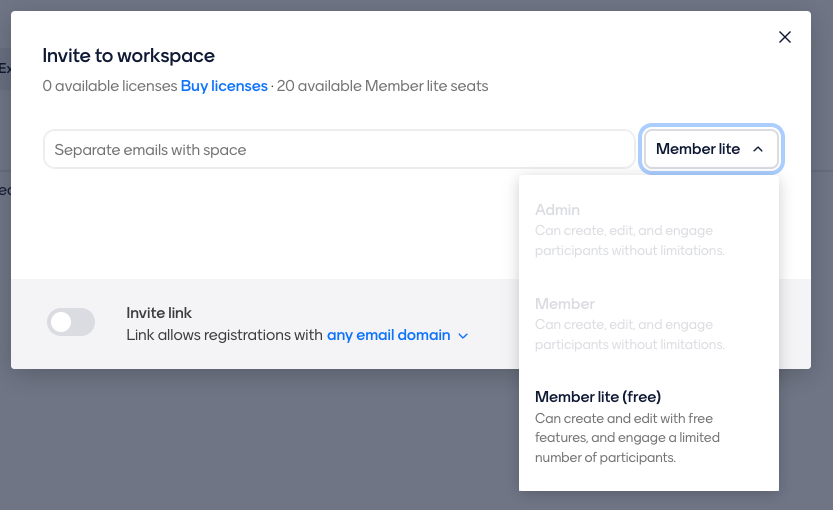 Invite to workspace
0 available licenses Buy licenses · 20 available Member lite seats
Separate emails with space
Member lite
Admin
Can create, edit, and engage
participants without limitations.
Member
Can create, edit, and engage
participants without limitations.
Member lite (free)
Can create and edit with free
features, and engage a limited
number of participants.
Invite link
Link allows registrations with any email domain